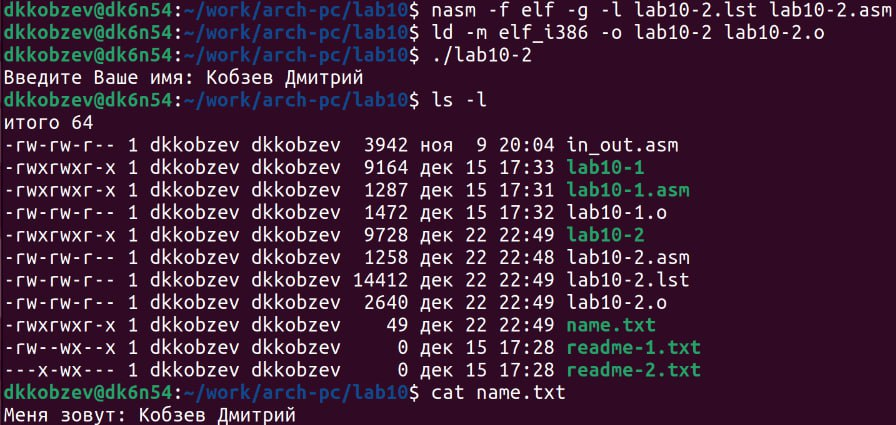 dkkobzev@dk6n54:~/work/arch-pc/lab10$ nasm -f elf -g -l lab10-2.lst lab10-2.asm
dkkobzev@dk6n54:~/work/arch-pc/lab10$ ld -m elf_i386 -o lab10-2 lab10-2.o
dkkobzev@dk6n54:~/work/arch-pc/lab10$ ./lab10-2
Введите Ваше имя: Кобзев Дмитрий
dkkobzev@dk6n54:~/work/arch-pc/lab10$ ls -l
итого 64
-rw-rw-r-- 1 dkkobzev dkkobzev  3942 ноя  9 20:04 in_out.asm
-rwxrwxr-x 1 dkkobzev dkkobzev  9164 дек 15 17:33 lab10-1
-rwxrwxr-x 1 dkkobzev dkkobzev  1287 дек 15 17:31 lab10-1.asm
-rw-rw-r-- 1 dkkobzev dkkobzev  1472 дек 15 17:32 lab10-1.o
-rwxrwxr-x 1 dkkobzev dkkobzev  9728 дек 22 22:49 lab10-2
-rw-rw-r-- 1 dkkobzev dkkobzev  1258 дек 22 22:48 lab10-2.asm
-rw-rw-r-- 1 dkkobzev dkkobzev 14412 дек 22 22:49 lab10-2.lst
-rw-rw-r-- 1 dkkobzev dkkobzev  2640 дек 22 22:49 lab10-2.o
-rwxrwxr-x 1 dkkobzev dkkobzev    49 дек 22 22:49 name.txt
-rw--wx--x 1 dkkobzev dkkobzev     0 дек 15 17:28 readme-1.txt
---x-wx--- 1 dkkobzev dkkobzev     0 дек 15 17:28 readme-2.txt
dkkobzev@dk6n54:~/work/arch-pc/lab10$ cat name.txt
Меня зовут: Кобзев Дмитрий